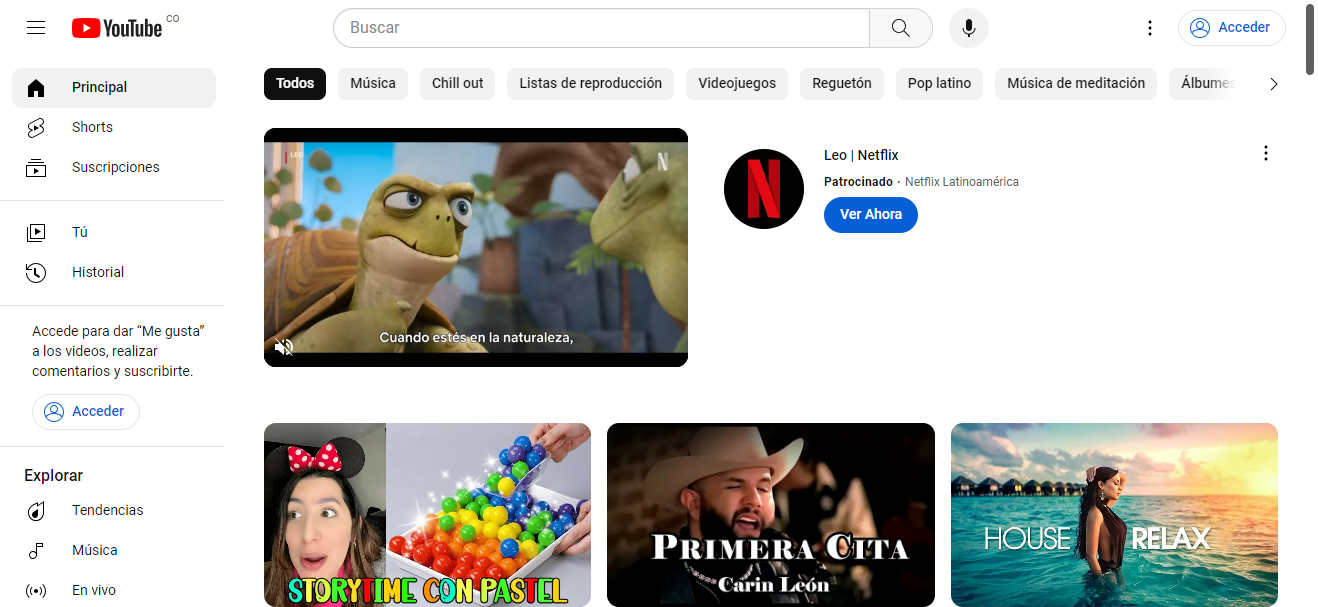 YouTube CO
Buscar
Acceder
Principal
Shorts
Suscripciones
Tú
Historial
Accede para dar “Me gusta”
a los videos, realizar
comentarios y suscribirte.
Acceder
Explorar
Tendencias
Música
En vivo
Todos
Música
Chill out
Listas de reproducción
Videojuegos
Reguetón
Pop latino
Música de meditación
Álbumes
LEO
N
Cuando estés en la naturaleza,
N
Leo | Netflix
Patrocinado · Netflix Latinoamérica
Ver Ahora
STORYTIME CON PASTEL
PRIMERA CITA
Carin León
HOUSE RELAX